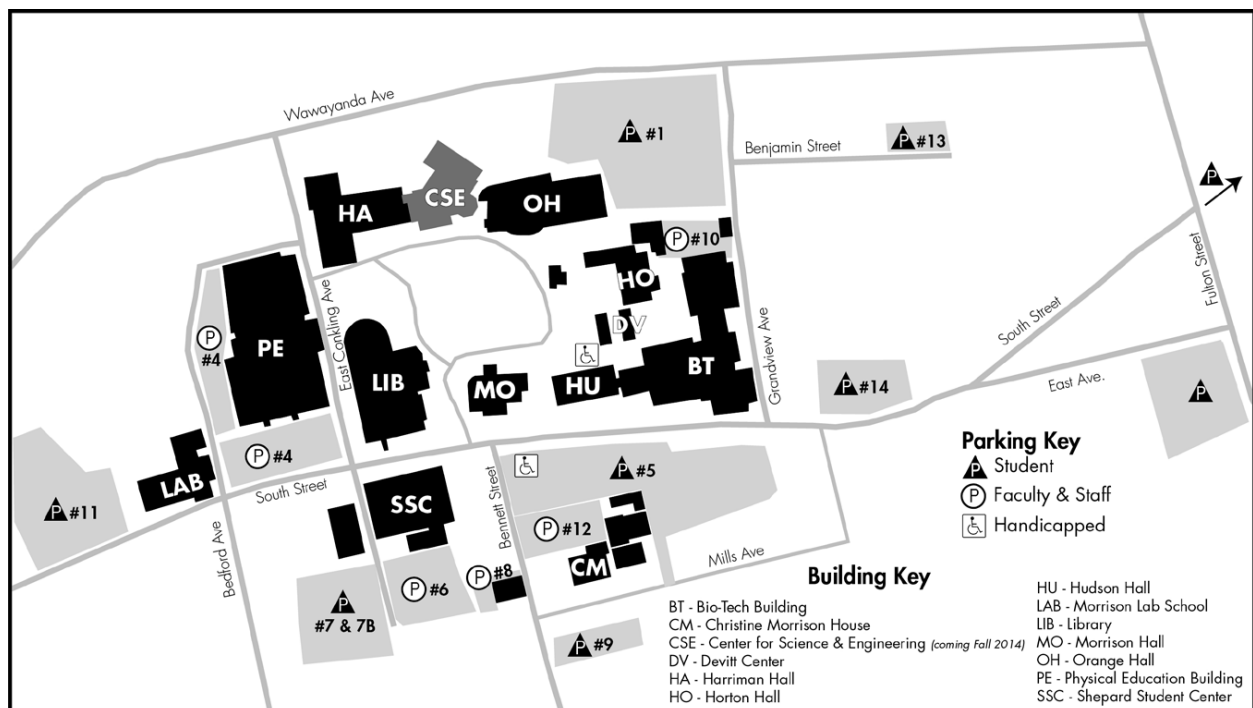 Wawayanda Ave
P #1
Benjamin Street
P #13
P
CSE
HA
OH
P #10
HO
Fulton Street
East Conkling Ave
P
#4
PE
DV
South Street
Grandview Ave
LIB
MO
HU
BT
P #14
East Ave.
P
P #4
LAB
South Street
P #11
Bedford Ave
SSC
Bennett Street
P #5
P #12
CM
Mills Ave
P #8
P #6
P
#7 & 7B
P #9
Parking Key
P Student
P Faculty & Staff
Handicapped
Building Key
BT - Bio-Tech Building
CM - Christine Morrison House
CSE - Center for Science & Engineering (coming Fall 2014)
DV - Devitt Center
HA - Harriman Hall
HO - Horton Hall
HU - Hudson Hall
LAB - Morrison Lab School
LIB - Library
MO - Morrison Hall
OH - Orange Hall
PE - Physical Education Building
SSC - Shepard Student Center